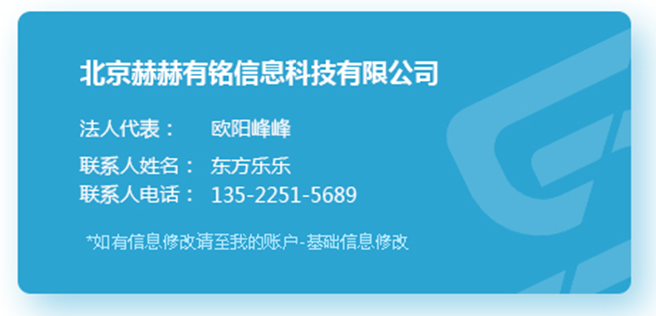 北京赫赫有铭信息科技有限公司
法人代表： 欧阳峰峰
联系人姓名： 东方乐乐
联系人电话： 135-2251-5689
*如有信息修改请至我的账户-基础信息修改